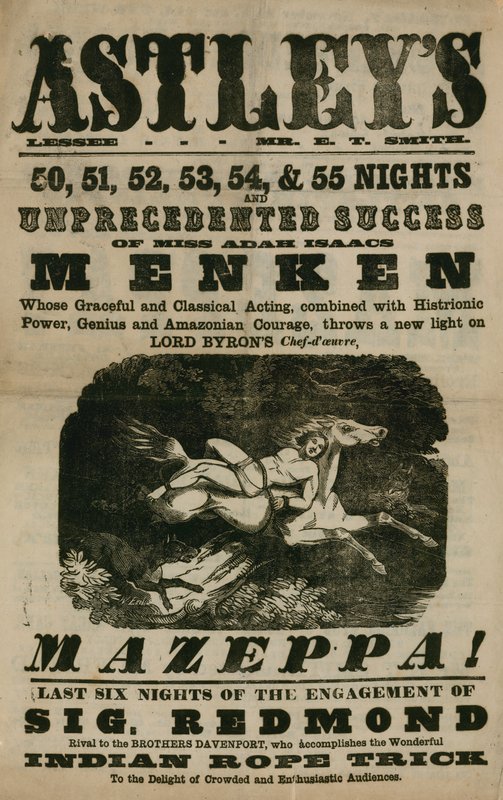 ASTLEY'S
LESSEE - - - MR. E. T. SMITH.
50, 51, 52, 53, 54, & 55 NIGHTS
AND
UNPRECEDENTED SUCCESS
OF MISS ADAH ISAACS
MENKEN
Whose Graceful and Classical Acting, combined with Histrionic
Power, Genius and Amazonian Courage, throws a new light on
LORD BYRON'S Chef-d'œuvre,
MAZEPPA!
LAST SIX NIGHTS OF THE ENGAGEMENT OF
SIG. REDMOND
Rival to the BROTHERS DAVENPORT, who accomplishes the Wonderful
INDIAN ROPE TRICK
To the Delight of Crowded and Enthusiastic Audiences.